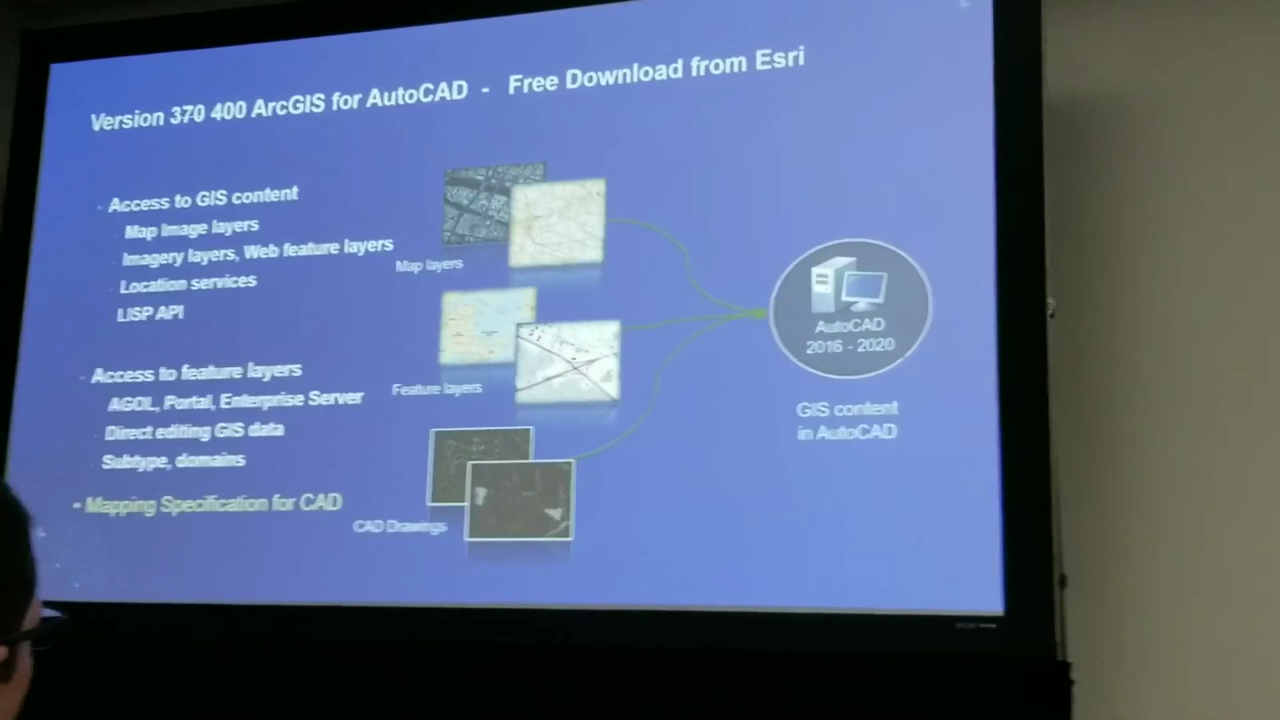 Version 370 400 ArcGIS for AutoCAD - Free Download from Esri
Access to GIS content
Map Image layers
Imagery layers, Web feature layers
Location services
LISP API
Access to feature layers
AGOL, Portal, Enterprise Server
Direct editing GIS data
Subtype, domains
- Mapping Specification for CAD
Map layers
Feature layers
CAD Drawings
AutoCAD
2016 - 2020
GIS content
in AutoCAD